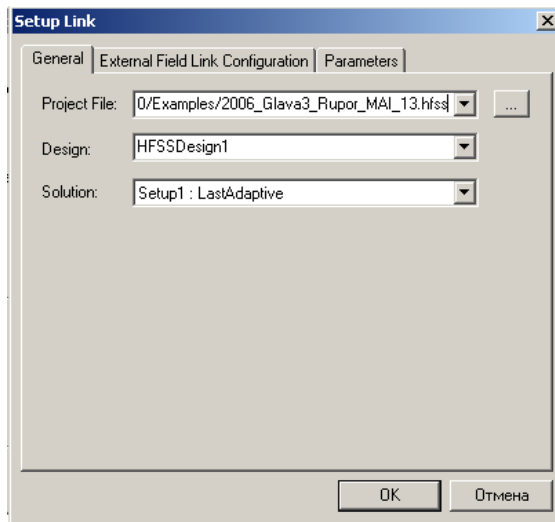 Setup Link
General External Field Link Configuration Parameters
Project File: 0/Examples/2006_Glava3_Rupor_MAI_13.hfss ...
Design: HFSSDesign1
Solution: Setup1 : LastAdaptive
OK Отмена